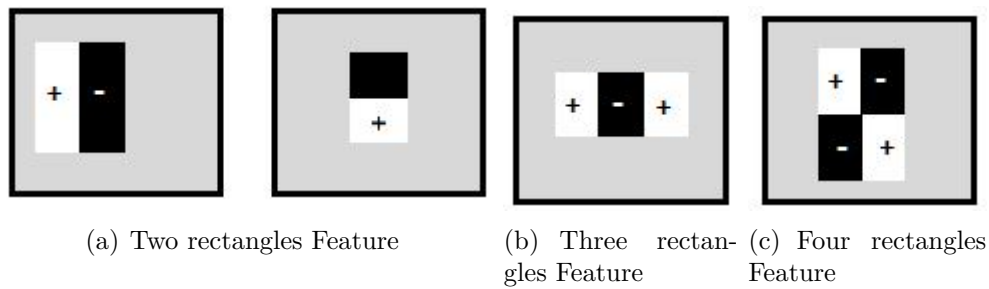 + -
+
+ - +
+ -
- +
(a) Two rectangles Feature
(b) Three rectan-
gles Feature
(c) Four rectangles
Feature